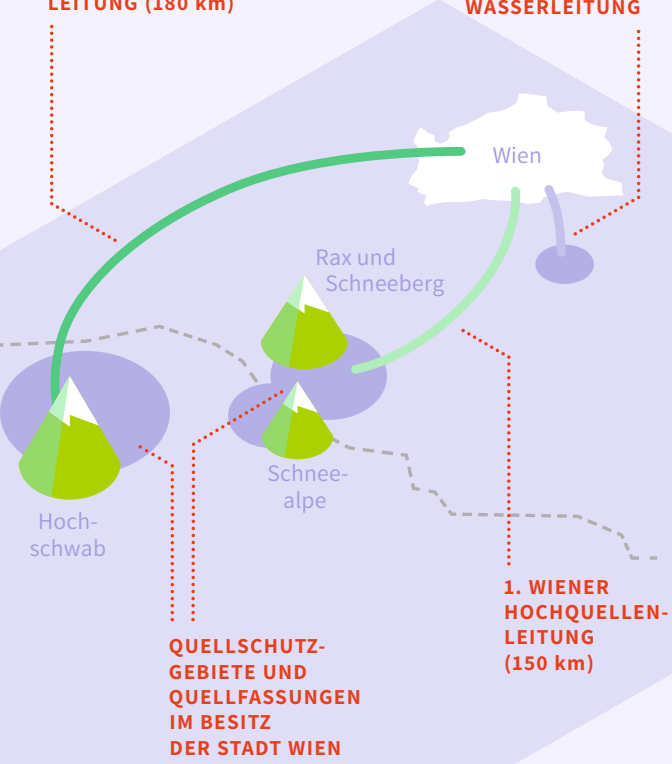 LEITUNG (180 km)
WASSERLEITUNG
Wien
Rax und
Schneeberg
Schnee-
alpe
Hoch-
schwab
1. WIENER
HOCHQUELLEN-
LEITUNG
(150 km)
QUELLSCHUTZ-
GEBIETE UND
QUELLFASSUNGEN
IM BESITZ
DER STADT WIEN